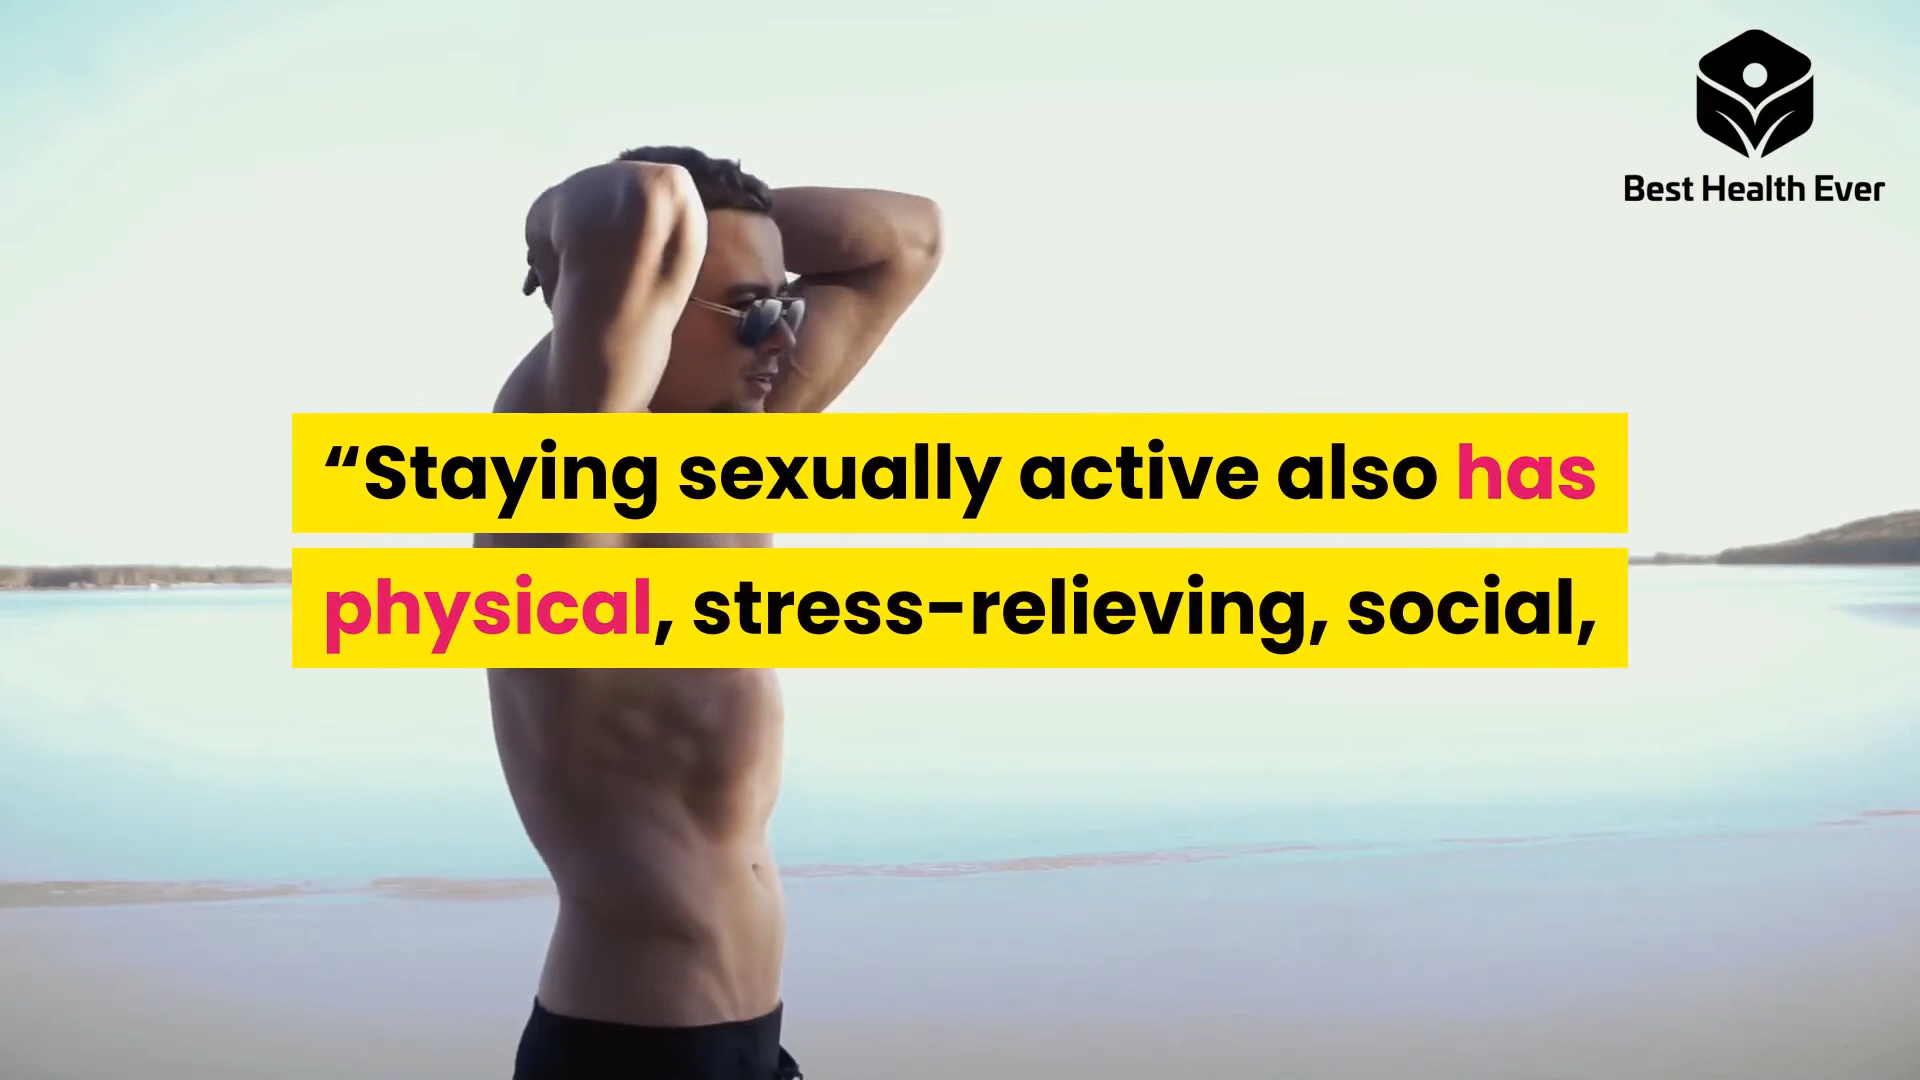 Best Health Ever
“Staying sexually active also has
physical, stress-relieving, social,